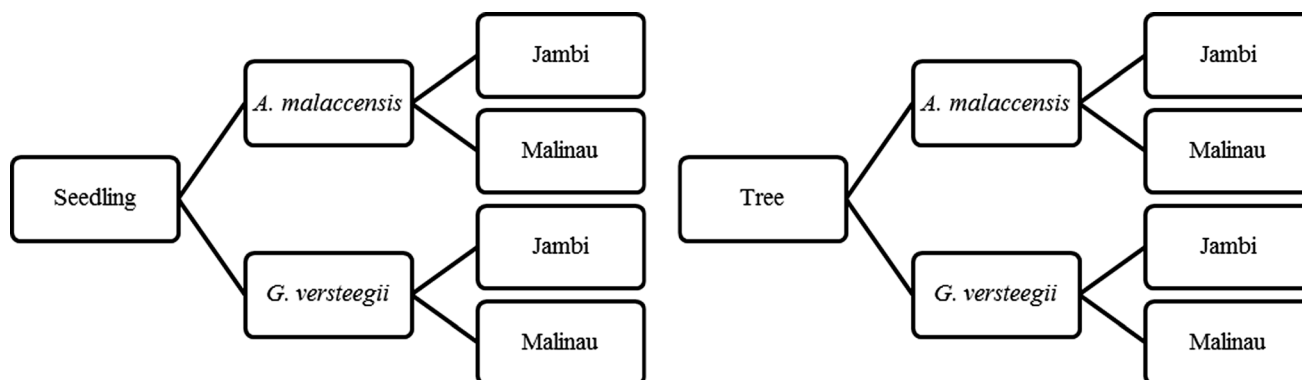 Seedling
A. malaccensis
Jambi
Malinau
G. versteegii
Jambi
Malinau
Tree
A. malaccensis
Jambi
Malinau
G. versteegii
Jambi
Malinau